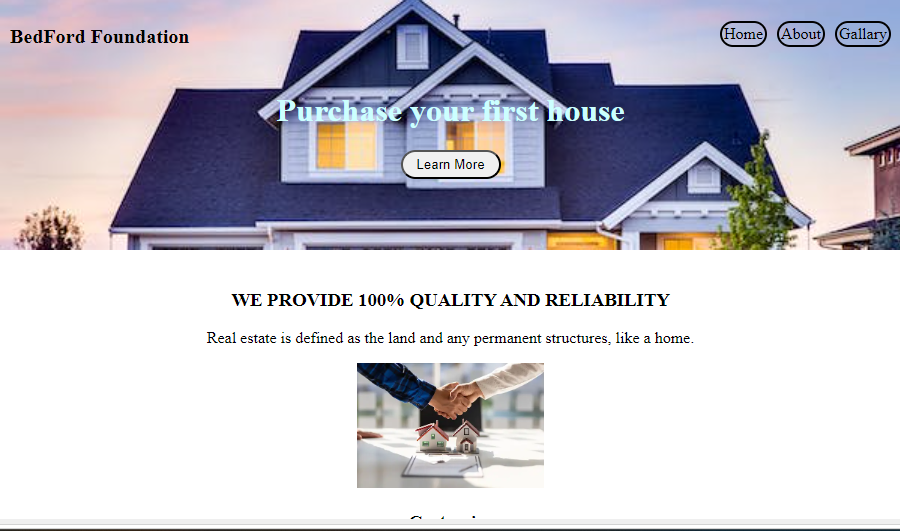 BedFord Foundation
Home About Gallary
Purchase your first house
Learn More
WE PROVIDE 100% QUALITY AND RELIABILITY
Real estate is defined as the land and any permanent structures, like a home.